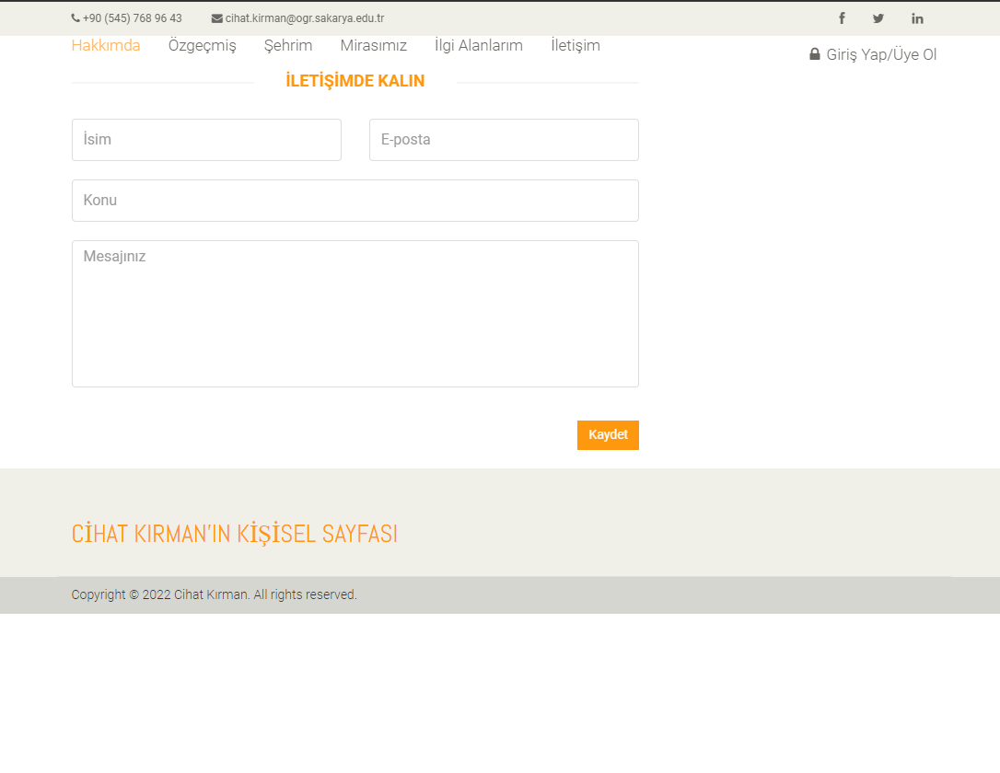 +90 (545) 768 96 43 cihat.kirman@ogr.sakarya.edu.tr
Hakkımda Özgeçmiş Şehrim Mirasımız İlgi Alanlarım İletişim
Giriş Yap/Üye Ol
İLETİŞİMDE KALIN
İsim E-posta
Konu
Mesajınız
Kaydet
CİHAT KIRMAN'IN KİŞİSEL SAYFASI
Copyright © 2022 Cihat Kırman. All rights reserved.